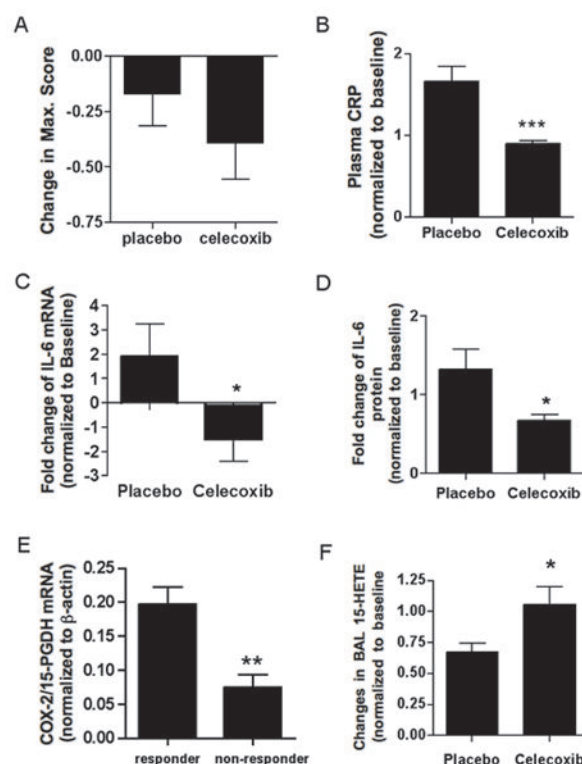 A
Change in Max. Score
0.00
-0.25
-0.50
-0.75
placebo
celecoxib
B
Plasma CRP
(normalized to baseline)
2
1
0
***
Placebo
Celecoxib
C
Fold change of IL-6 mRNA
(normalized to Baseline)
4
3
2
1
0
-1
-2
-3
*
Placebo
Celecoxib
D
Fold change of IL-6
protein
(normalized to baseline)
2
1
0
*
Placebo
Celecoxib
E
COX-2/15-PGDH mRNA
(normalized to β-actin)
0.25
0.20
0.15
0.10
0.05
0.00
**
responder
non-responder
F
Changes in BAL 15-HETE
(normalized to baseline)
1.25
1.00
0.75
0.50
0.25
0.00
*
Placebo
Celecoxib